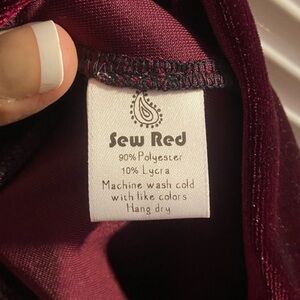 Sew Red
90% Polyester
10% Lycra
Machine wash cold
with like colors
Hang dry